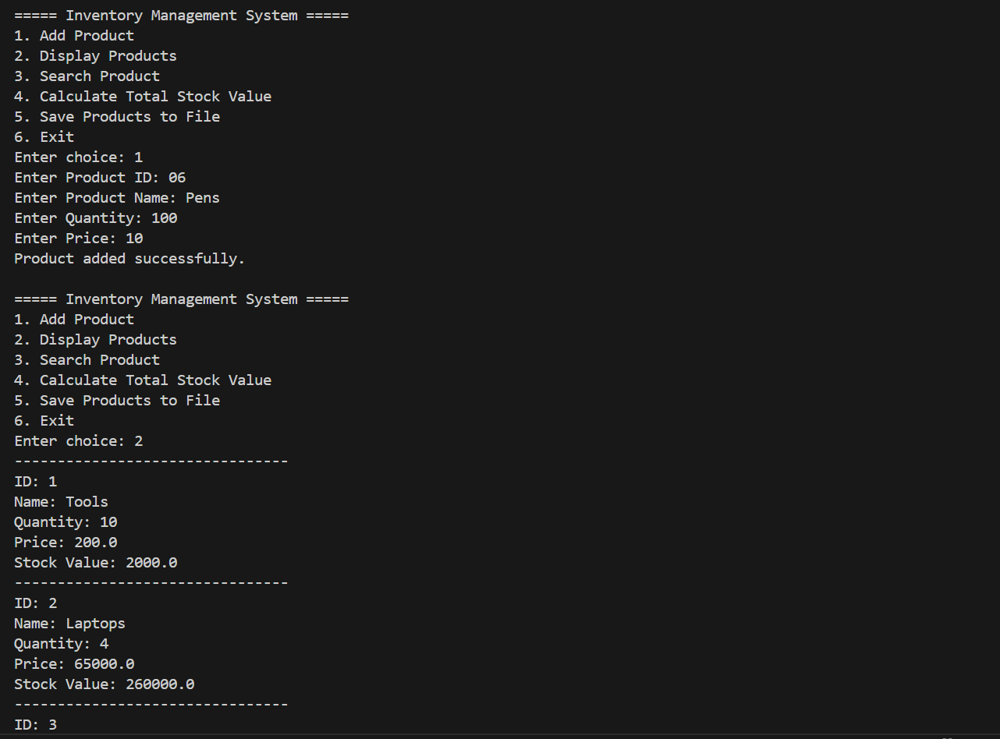 ===== Inventory Management System =====
1. Add Product
2. Display Products
3. Search Product
4. Calculate Total Stock Value
5. Save Products to File
6. Exit
Enter choice: 1
Enter Product ID: 06
Enter Product Name: Pens
Enter Quantity: 100
Enter Price: 10
Product added successfully.

===== Inventory Management System =====
1. Add Product
2. Display Products
3. Search Product
4. Calculate Total Stock Value
5. Save Products to File
6. Exit
Enter choice: 2
--------------------------------
ID: 1
Name: Tools
Quantity: 10
Price: 200.0
Stock Value: 2000.0
--------------------------------
ID: 2
Name: Laptops
Quantity: 4
Price: 65000.0
Stock Value: 260000.0
--------------------------------
ID: 3